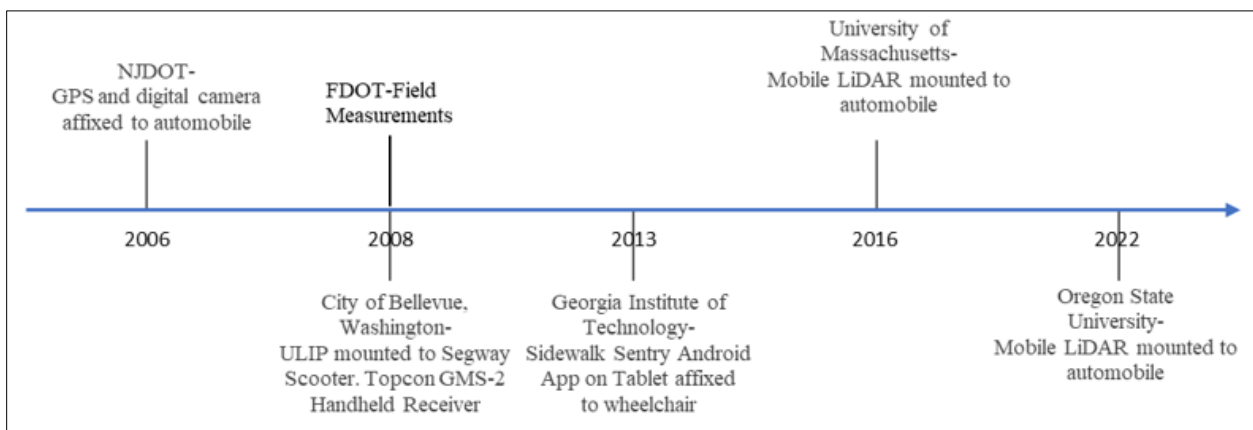 NJDOT-
GPS and digital camera
affixed to automobile
FDOT-Field
Measurements
University of
Massachusetts-
Mobile LiDAR mounted to
automobile
2006
2008
2013
2016
2022
City of Bellevue,
Washington-
ULIP mounted to Segway
Scooter. Topcon GMS-2
Handheld Receiver
Georgia Institute of
Technology-
Sidewalk Sentry Android
App on Tablet affixed
to wheelchair
Oregon State
University-
Mobile LiDAR mounted to
automobile